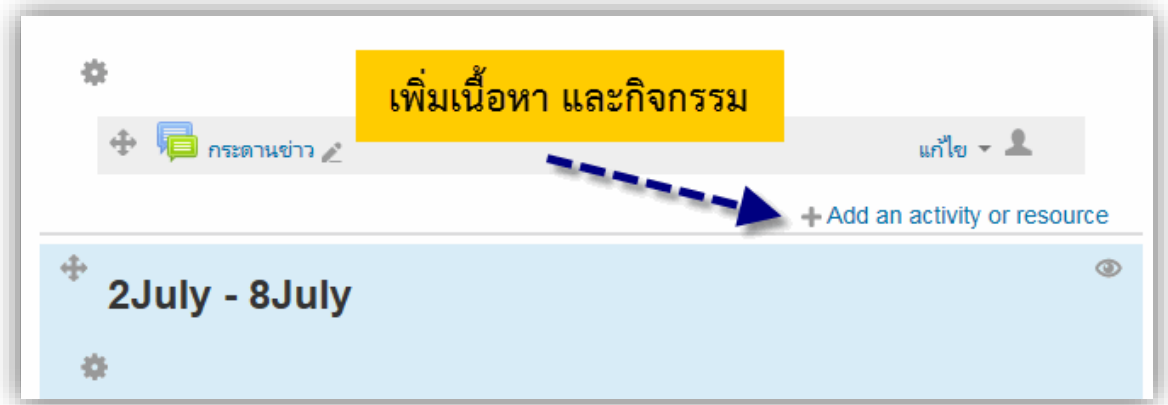 เพิ่มเนื้อหา และกิจกรรม
กระดานข่าว แก้ไข
Add an activity or resource
2July - 8July